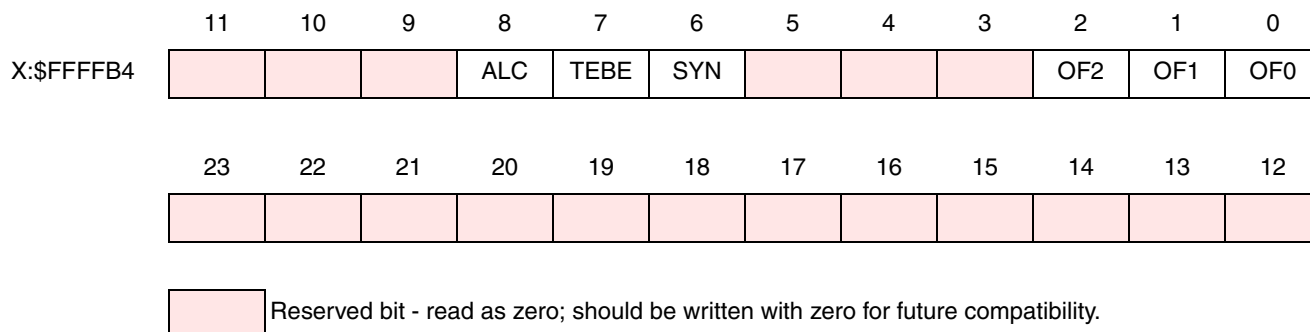 11 10 9 8 7 6 5 4 3 2 1 0
X:$FFFFB4 ALC TEBE SYN OF2 OF1 OF0
23 22 21 20 19 18 17 16 15 14 13 12
Reserved bit - read as zero; should be written with zero for future compatibility.